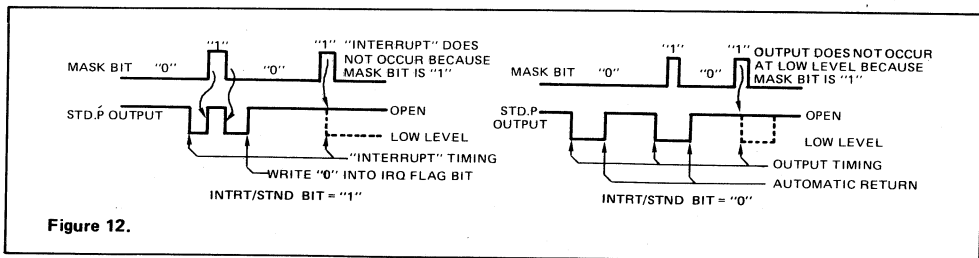 "1"
"1" "INTERRUPT" DOES
NOT OCCUR BECAUSE
MASK BIT IS "1"
MASK BIT "0" "0"
STD.P OUTPUT
OPEN
LOW LEVEL
"INTERRUPT" TIMING
WRITE "0" INTO IRQ FLAG BIT
INTRT/STND BIT = "1"
"1" "1" OUTPUT DOES NOT OCCUR
AT LOW LEVEL BECAUSE
MASK BIT IS "1"
MASK BIT "0" "0"
STD.P
OUTPUT
OPEN
LOW LEVEL
OUTPUT TIMING
AUTOMATIC RETURN
INTRT/STND BIT = "0"
Figure 12.